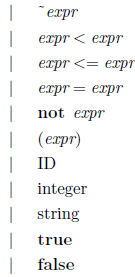 | ~expr
| expr < expr
| expr <= expr
| expr = expr
| not expr
| (expr)
| ID
| integer
| string
| true
| false